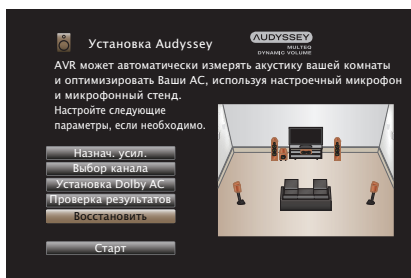 Установка Audyssey
AUDYSSEY
MULTEQ
DYNAMIC VOLUME
AVR может автоматически измерять акустику вашей комнаты
и оптимизировать Ваши АС, используя настроечный микрофон
и микрофонный стенд.
Настройте следующие
параметры, если необходимо.
Назнач. усил.
Выбор канала
Установка Dolby АС
Проверка результатов
Восстановить
Старт